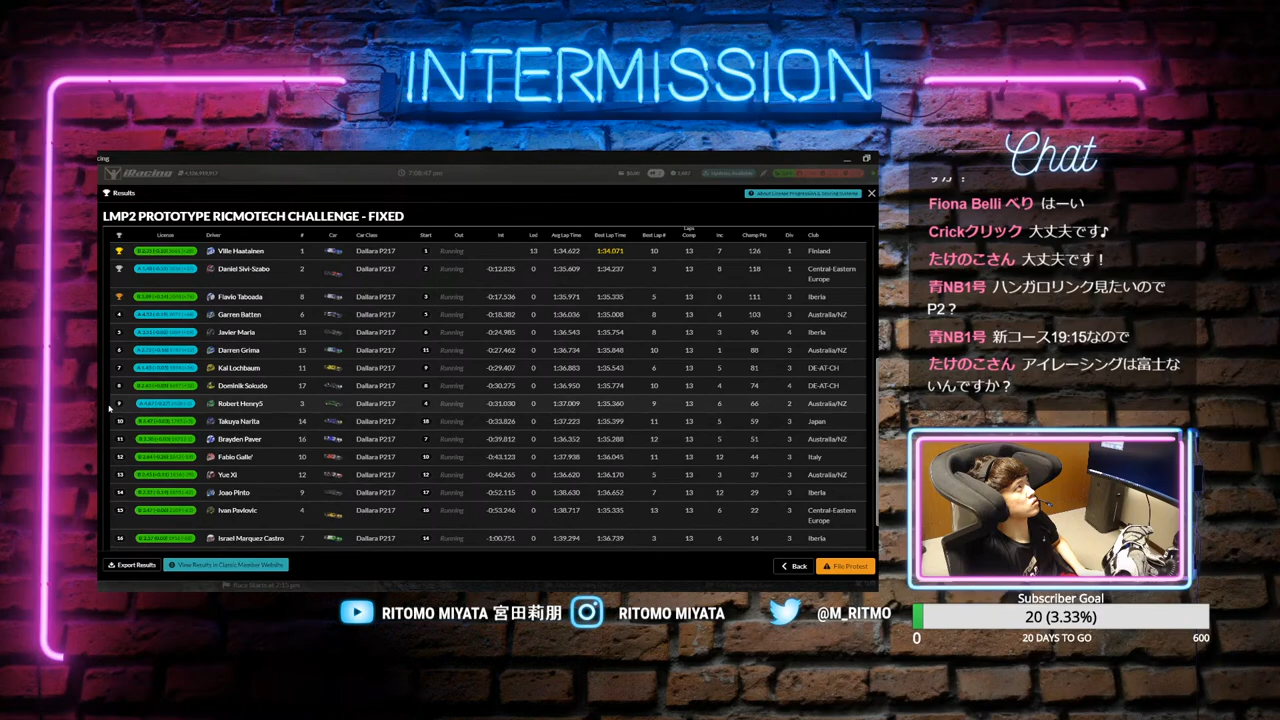 INTERMISSION
cing
iRacing
7:06:47 pm
Results
LMP2 PROTOTYPE RICMOTECH CHALLENGE - FIXED
License Driver # Car Car Class Start Out Int Led Avg Lap Time Best Lap Time Best Lap # Laps Comp Inc Champ Pts Div Club
Ville Haatainen 1 Dallara P217 1 Running 13 1:34.622 1:34.071 10 13 7 126 1 Finland
Daniel Sivi-Szabo 2 Dallara P217 2 Running -0:12.835 0 1:35.609 1:34.237 3 13 8 118 1 Central-Eastern Europe
Flavio Taboada 8 Dallara P217 3 Running -0:17.536 0 1:35.971 1:35.335 5 13 0 111 3 Iberia
4 Garren Batten 6 Dallara P217 5 Running -0:18.382 0 1:36.036 1:35.008 8 13 4 103 3 Australia/NZ
5 Javier Maria 13 Dallara P217 6 Running -0:24.985 0 1:36.543 1:35.754 8 13 3 96 4 Iberia
6 Darren Grima 15 Dallara P217 11 Running -0:27.462 0 1:36.734 1:35.848 10 13 1 88 3 Australia/NZ
7 Kai Lochbaum 11 Dallara P217 9 Running -0:29.407 0 1:36.883 1:35.543 6 13 5 81 3 DE-AT-CH
8 Dominik Sokudo 17 Dallara P217 8 Running -0:30.275 0 1:36.950 1:35.774 10 13 4 74 4 DE-AT-CH
9 Robert Henry5 3 Dallara P217 4 Running -0:31.030 0 1:37.009 1:35.360 9 13 6 66 2 Australia/NZ
10 Takuya Narita 14 Dallara P217 18 Running -0:33.826 0 1:37.223 1:35.399 11 13 5 59 3 Japan
11 Brayden Paver 16 Dallara P217 7 Running -0:39.812 0 1:36.352 1:35.288 12 13 5 51 3 Australia/NZ
12 Fabio Galle' 10 Dallara P217 10 Running -0:43.123 0 1:37.938 1:36.045 11 13 12 44 3 Italy
13 Yue Xi 12 Dallara P217 12 Running -0:44.265 0 1:36.620 1:36.170 5 13 3 37 3 Australia/NZ
14 Joao Pinto 9 Dallara P217 17 Running -0:52.115 0 1:38.630 1:36.652 7 13 12 29 3 Iberia
15 Ivan Pavlovic 4 Dallara P217 Running -0:53.246 0 1:38.717 1:35.335 13 13 6 22 3 Central-Eastern Europe
16 Israel Marquez Castro 7 Dallara P217 14 Running -1:00.751 0 1:39.294 1:36.739 3 13 6 14 3 Iberia
Export Results
View Results in Classic Member Website
Back
File Protest
Chat
Fiona Belli べり はーい
Crickクリック 大丈夫です♪
たけのこさん 大丈夫です！
青NB1号 ハンガロリンク見たいので
P2？
青NB1号 新コース19:15なので
たけのこさん アイレーシングは富士な
いんですか？
RITOMO MIYATA 宮田莉朋
RITOMO MIYATA
@M_RITMO
Subscriber Goal
20 (3.33%)
0 20 DAYS TO GO 600